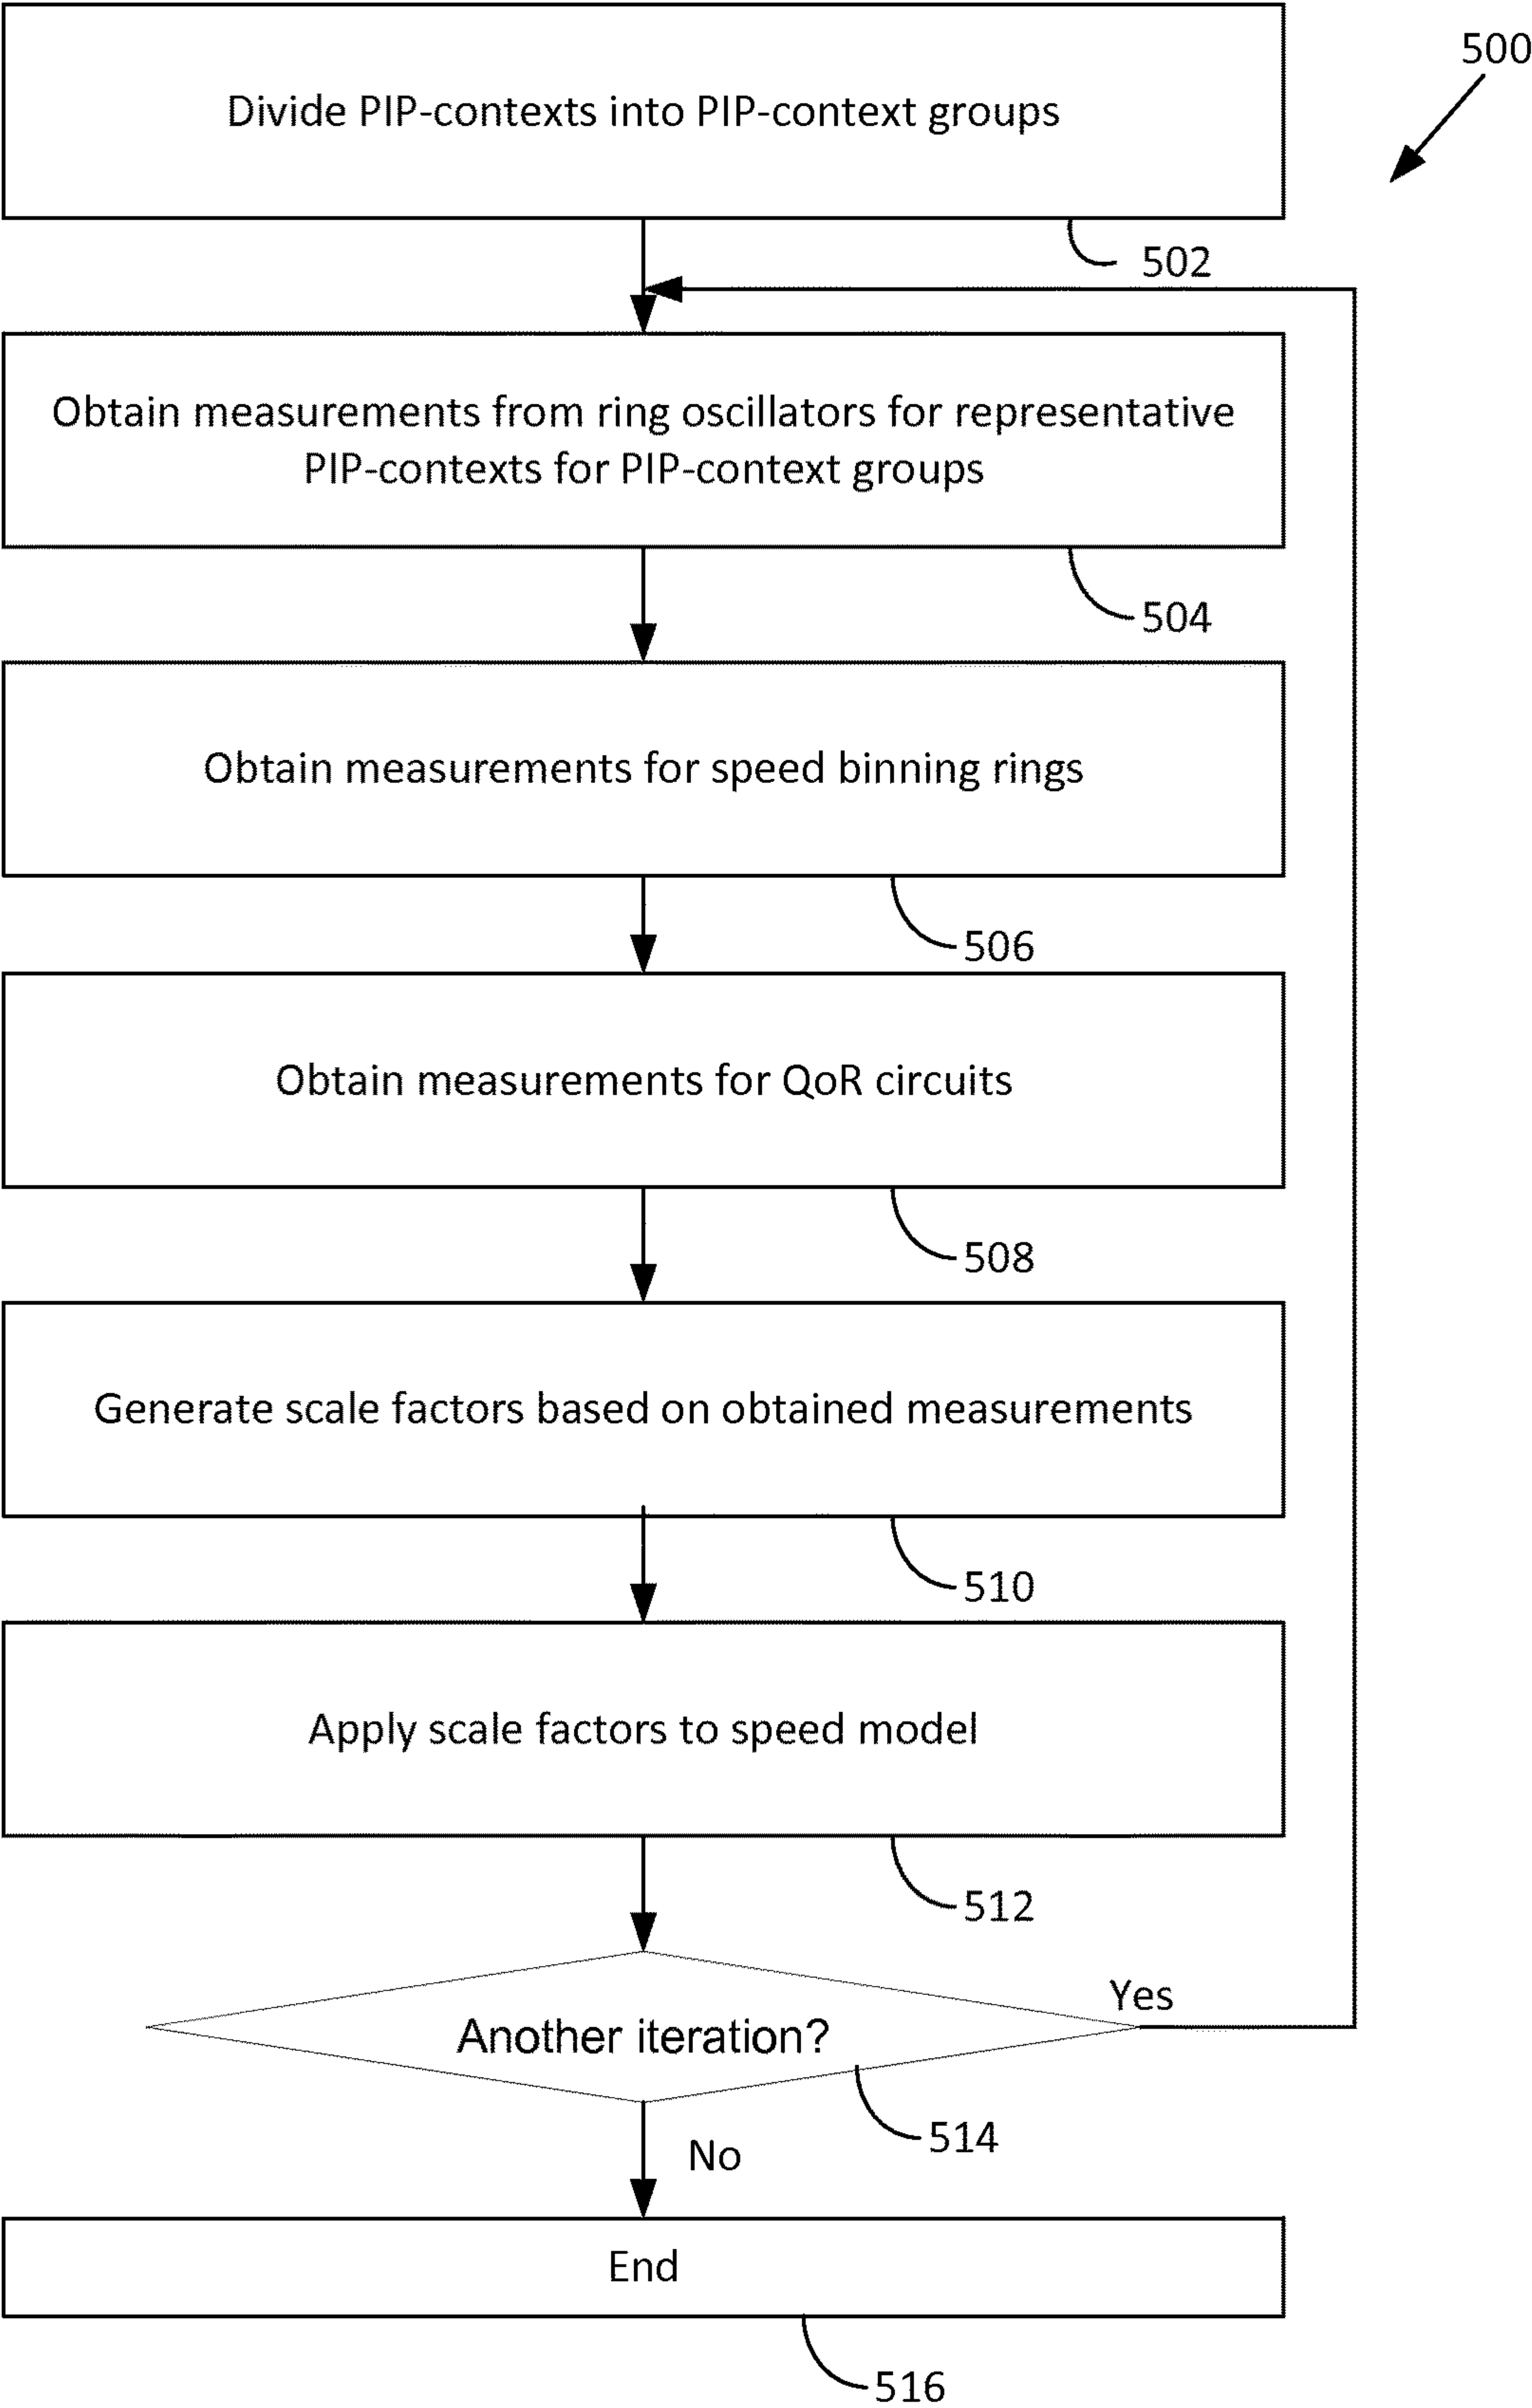 500
Divide PIP-contexts into PIP-context groups
502
Obtain measurements from ring oscillators for representative
PIP-contexts for PIP-context groups
504
Obtain measurements for speed binning rings
506
Obtain measurements for QoR circuits
508
Generate scale factors based on obtained measurements
510
Apply scale factors to speed model
512
Another iteration?
Yes
514
No
End
516